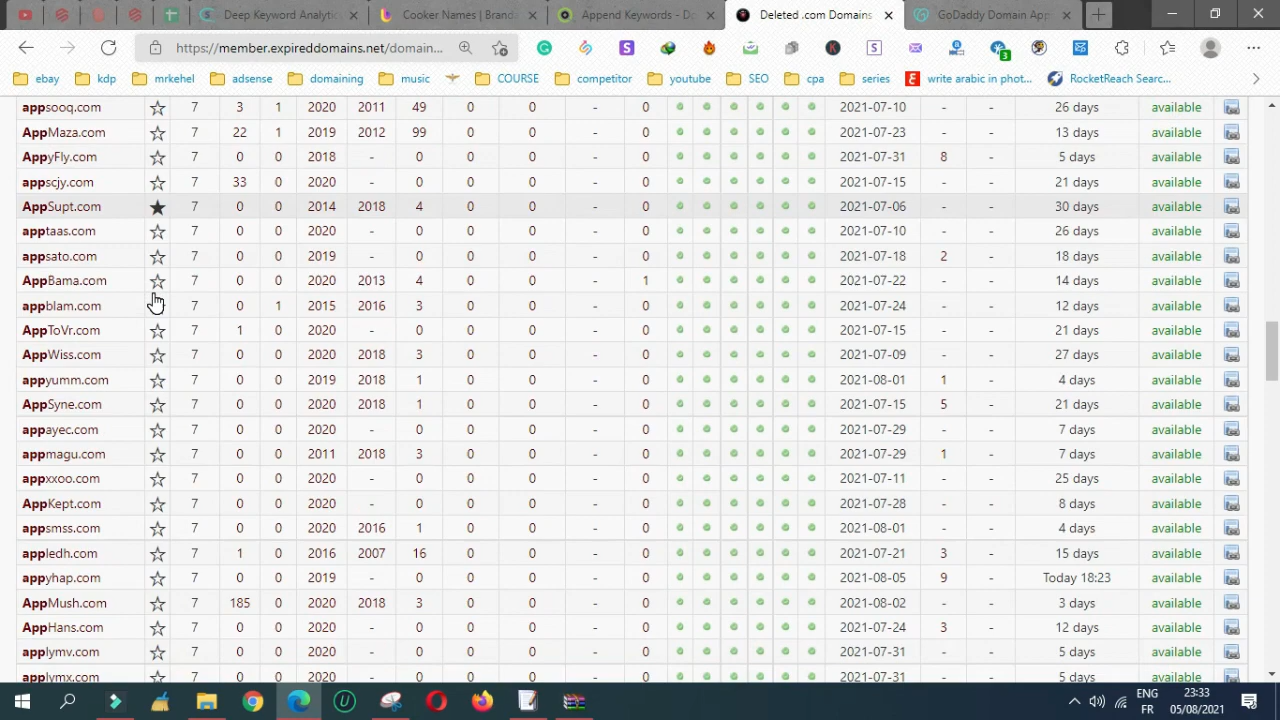 Deep Keyword Analytic
Cooker Names | Brand
Append Keywords - Do
Deleted .com Domains
GoDaddy Domain App
https://member.expireddomains.net/domain...
3
ebay kdp mrkehel adsense domaining music COURSE competitor youtube SEO cpa series write arabic in phot... RocketReach Searc...
appsooq.com 7 3 1 2020 2011 49 0 0 - 0 2021-07-10 - - 26 days available
AppMaza.com 7 22 1 2019 2012 99 0 - 0 2021-07-23 - - 13 days available
AppyFly.com 7 0 0 2018 - 0 0 - 0 2021-07-31 8 - 5 days available
appscjy.com 7 33 0 2020 - 0 0 - 0 2021-07-15 - - 21 days available
AppSupt.com 7 0 0 2014 2018 4 0 0 - 0 2021-07-06 - - 30 days available
apptaas.com 7 0 0 2020 - 0 0 0 - 0 2021-07-10 - - 26 days available
appsato.com 7 0 0 2019 - 0 0 - 0 2021-07-18 2 - 18 days available
AppBama.com 7 0 0 2020 2013 4 0 - 1 2021-07-22 - - 14 days available
appblam.com 7 0 1 2015 2016 3 0 - 0 2021-07-24 - - 12 days available
AppToVr.com 7 1 0 2020 - 0 0 - 0 2021-07-15 - - 21 days available
AppWiss.com 7 0 0 2020 2018 3 0 - 0 2021-07-09 - - 27 days available
appyumm.com 7 0 0 2019 2018 1 0 - 0 2021-08-01 1 - 4 days available
AppSyne.com 7 0 0 2020 2018 1 0 - 0 2021-07-15 5 - 21 days available
appayec.com 7 0 0 2020 - 0 0 0 - 0 2021-07-29 - - 7 days available
appmagu.com 7 0 0 2011 2018 3 0 - 0 2021-07-29 1 - 7 days available
appxxoo.com 7 0 0 2020 - 0 0 0 - 0 2021-07-11 - - 25 days available
AppKept.com 7 0 0 2020 - 0 0 - 0 2021-07-28 - - 8 days available
appsmss.com 7 0 0 2020 2016 1 0 0 - 0 2021-08-01 - - 4 days available
appledh.com 7 1 0 2016 2007 16 0 0 - 0 2021-07-21 3 - 15 days available
appyhap.com 7 0 0 2019 - 0 0 - 0 2021-08-05 9 - Today 18:23 available
AppMush.com 7 185 0 2020 2018 3 0 - 0 2021-08-02 - - 3 days available
AppHans.com 7 0 0 2020 - 0 0 - 0 2021-07-24 3 - 12 days available
applymv.com 7 0 0 2020 - 0 0 - 0 2021-07-31 - - 5 days available
applymx.com 7 0 0 2020 - 0 0 - 0 2021-07-31 - - 5 days available
ENG 23:33
FR 05/08/2021